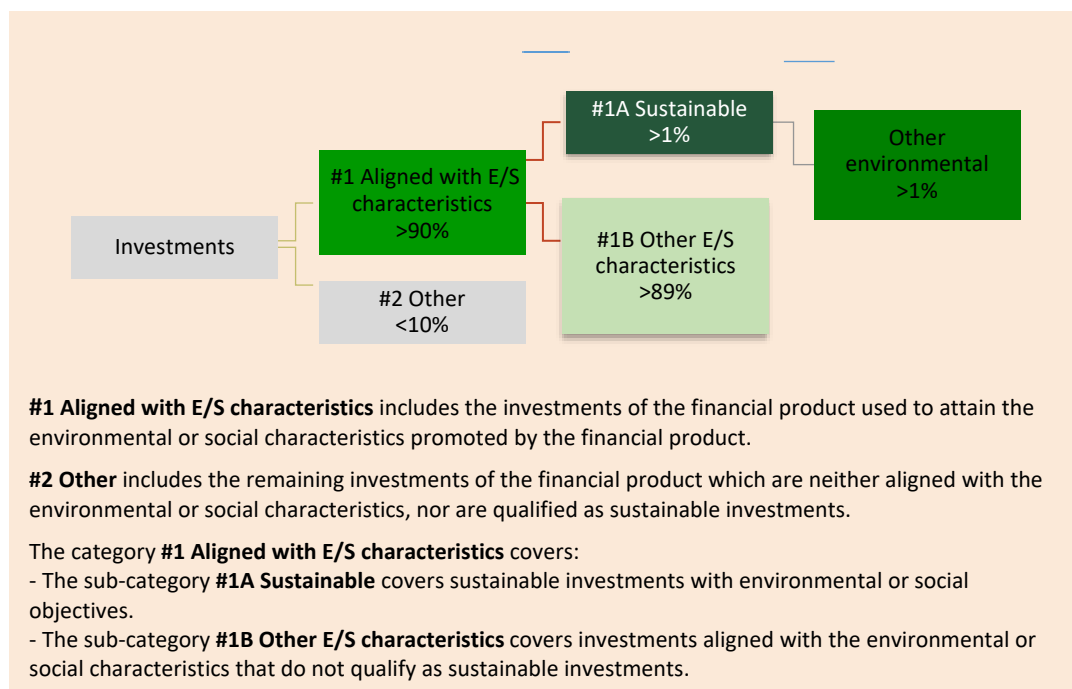 #1A Sustainable
>1%
Other
environmental
>1%
#1 Aligned with E/S
characteristics
>90%
Investments
#1B Other E/S
characteristics
>89%
#2 Other
<10%
#1 Aligned with E/S characteristics includes the investments of the financial product used to attain the
environmental or social characteristics promoted by the financial product.
#2 Other includes the remaining investments of the financial product which are neither aligned with the
environmental or social characteristics, nor are qualified as sustainable investments.
The category #1 Aligned with E/S characteristics covers:
- The sub-category #1A Sustainable covers sustainable investments with environmental or social
objectives.
- The sub-category #1B Other E/S characteristics covers investments aligned with the environmental or
social characteristics that do not qualify as sustainable investments.